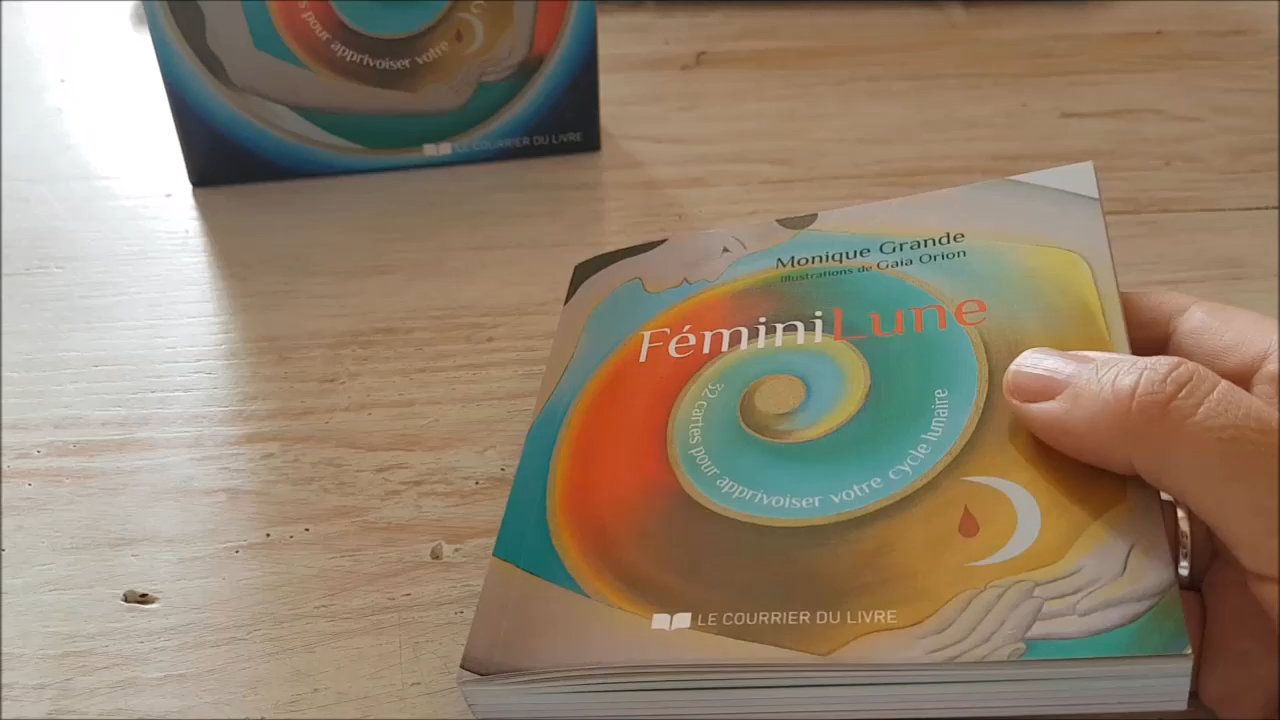 s pour apprivoiser votre c
LE COURRIER DU LIVRE
Monique Grande
Illustrations de Gaia Orion
FéminiLune
32 cartes pour apprivoiser votre cycle lunaire
LE COURRIER DU LIVRE